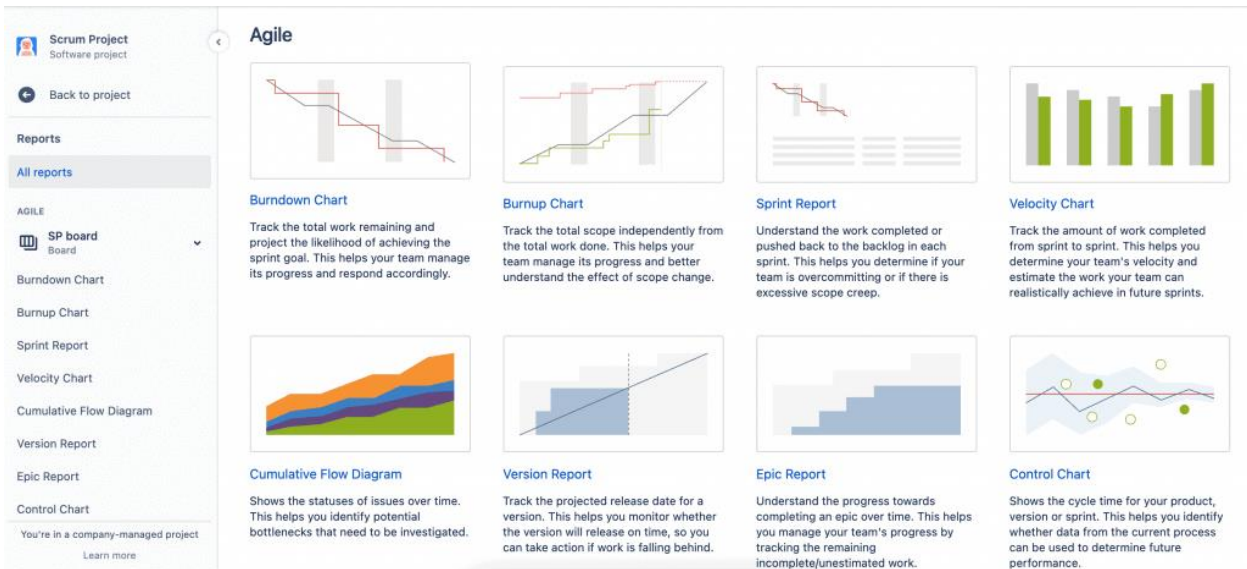 Scrum Project
Software project
Back to project
Reports
All reports
AGILE
SP board
Board
Burndown Chart
Burnup Chart
Sprint Report
Velocity Chart
Cumulative Flow Diagram
Version Report
Epic Report
Control Chart
You're in a company-managed project
Learn more
Agile
Burndown Chart
Track the total work remaining and
project the likelihood of achieving the
sprint goal. This helps your team manage
its progress and respond accordingly.
Burnup Chart
Track the total scope independently from
the total work done. This helps your
team manage its progress and better
understand the effect of scope change.
Sprint Report
Understand the work completed or
pushed back to the backlog in each
sprint. This helps you determine if your
team is overcommitting or if there is
excessive scope creep.
Velocity Chart
Track the amount of work completed
from sprint to sprint. This helps you
determine your team's velocity and
estimate the work your team can
realistically achieve in future sprints.
Cumulative Flow Diagram
Shows the statuses of issues over time.
This helps you identify potential
bottlenecks that need to be investigated.
Version Report
Track the projected release date for a
version. This helps you monitor whether
the version will release on time, so you
can take action if work is falling behind.
Epic Report
Understand the progress towards
completing an epic over time. This helps
you manage your team's progress by
tracking the remaining
incomplete/unestimated work.
Control Chart
Shows the cycle time for your product,
version or sprint. This helps you identify
whether data from the current process
can be used to determine future
performance.